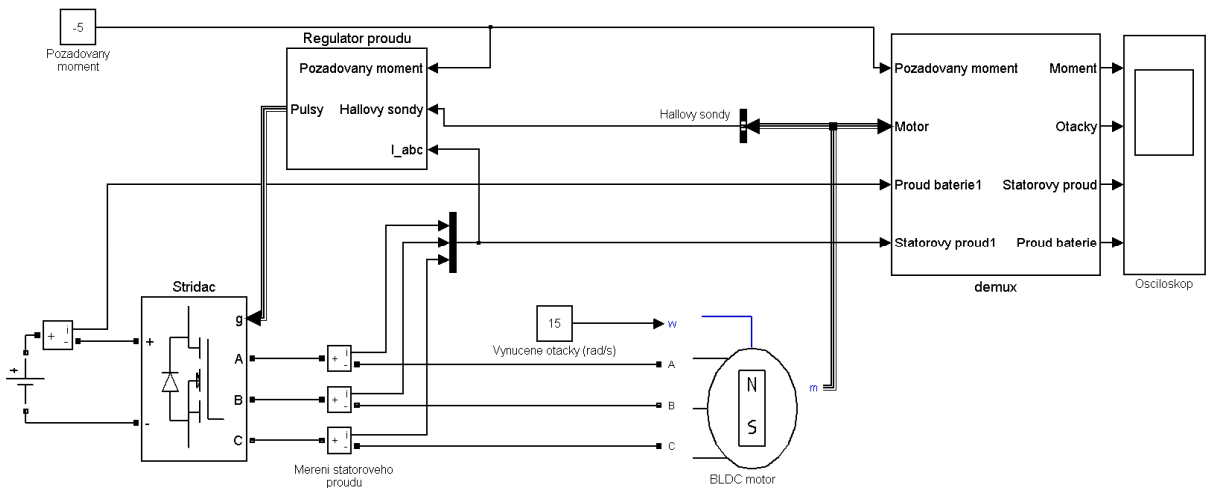 -5
Pozadovany
moment
Regulator proudu
Pozadovany moment
Pulsy
Hallovy sondy
I_abc
Hallovy sondy
Pozadovany moment
Moment
Motor
Otacky
Proud baterie1
Statorovy proud
Statorovy proud1
Proud baterie
demux
Osciloskop
Stridac
g
+
-
A
B
C
+
i
-
+
+
i
-
+
i
-
+
i
-
Mereni statoroveho
proudu
15
Vynucene otacky (rad/s)
w
A
B
C
m
N
S
BLDC motor